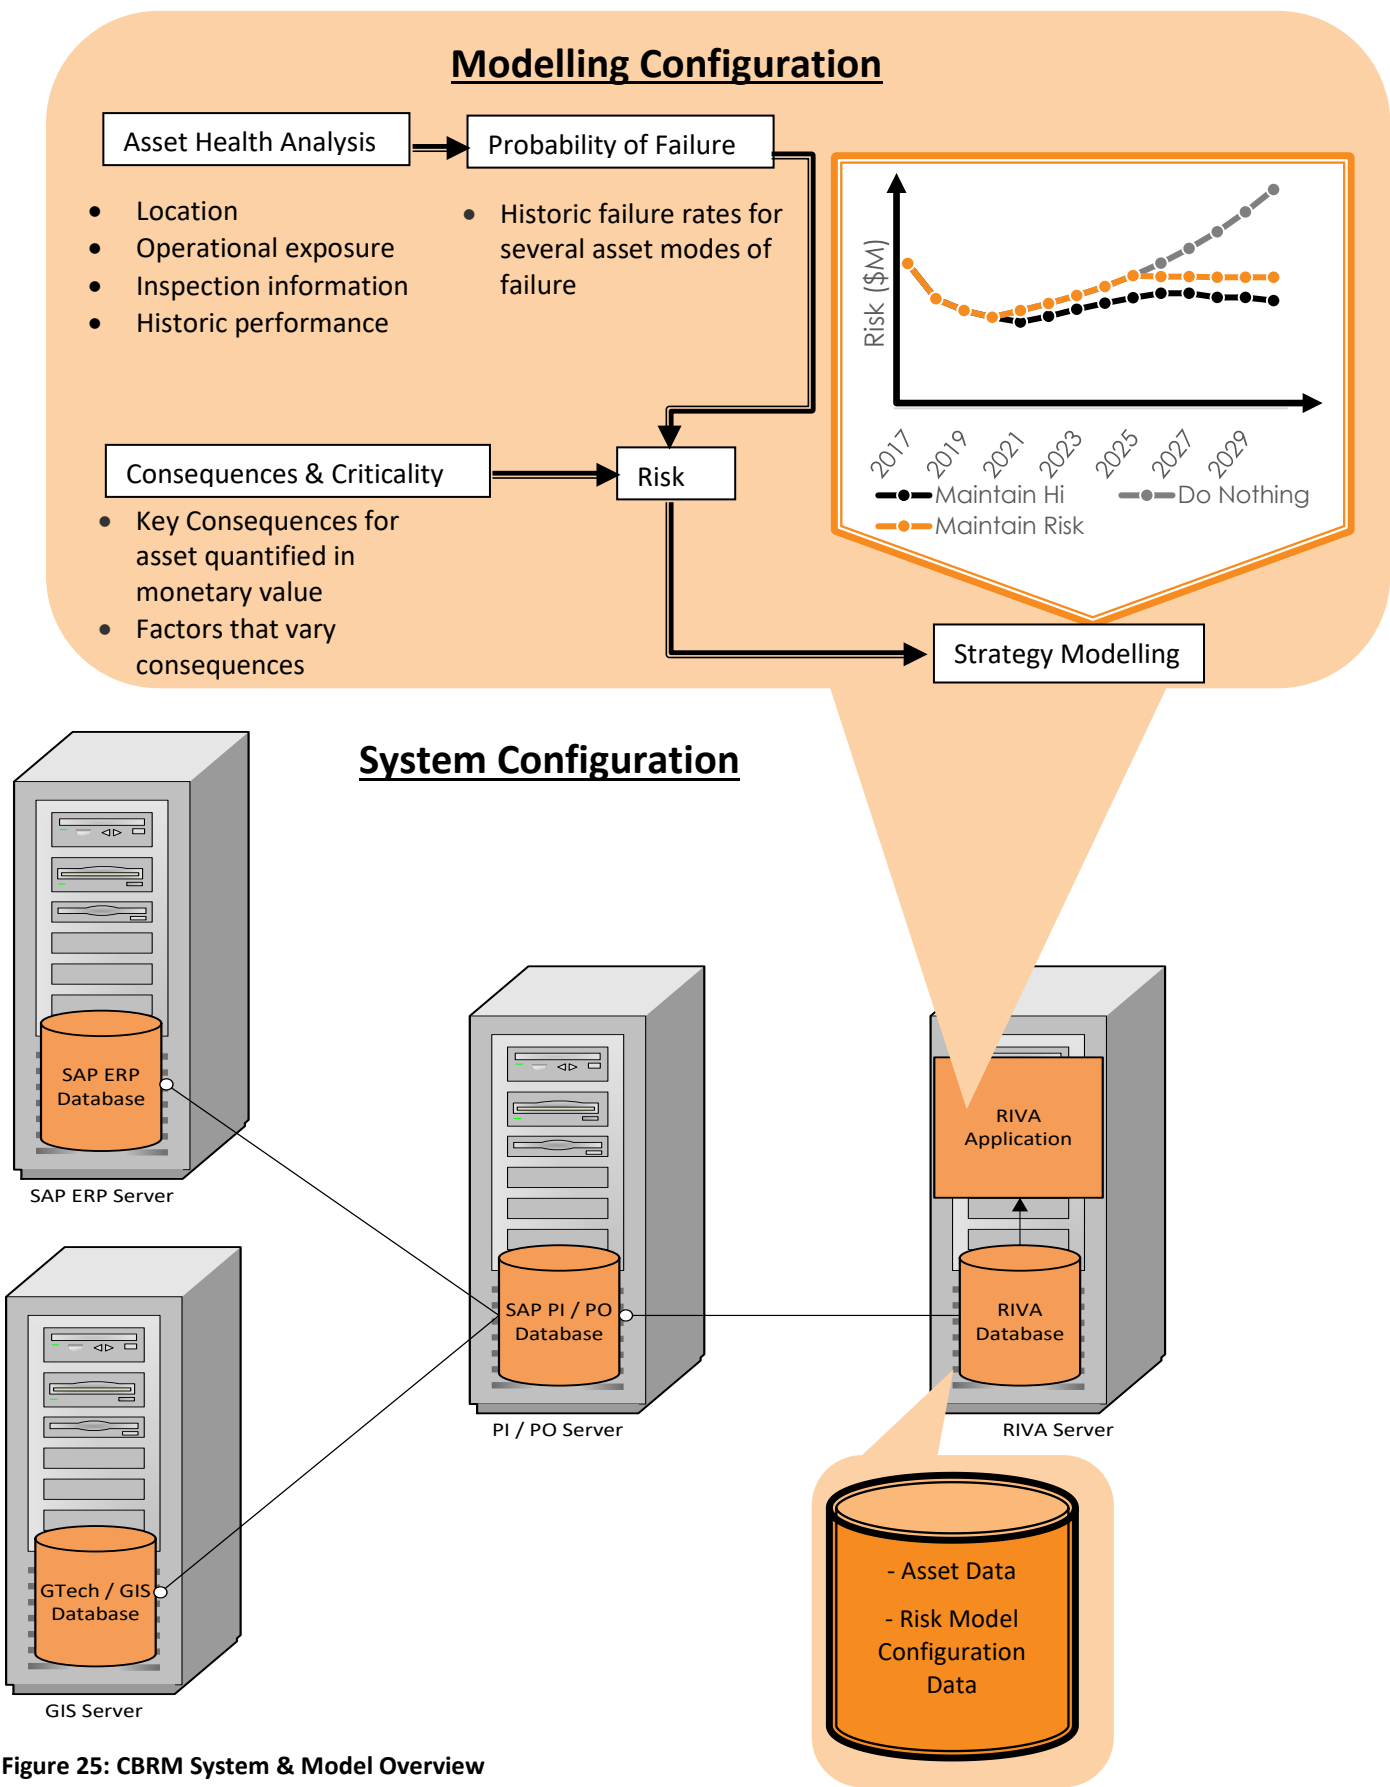 Modelling Configuration
Asset Health Analysis
Probability of Failure
• Location
• Operational exposure
• Inspection information
• Historic performance
• Historic failure rates for
several asset modes of
failure
Risk ($M)
2017
2019
2021
2023
2025
2027
2029
Maintain Hi
Do Nothing
Maintain Risk
Consequences & Criticality
Risk
• Key Consequences for
asset quantified in
monetary value
• Factors that vary
consequences
Strategy Modelling
System Configuration
SAP ERP
Database
SAP ERP Server
RIVA
Application
SAP PI / PO
Database
RIVA
Database
PI / PO Server
RIVA Server
GTech / GIS
Database
GIS Server
- Asset Data
- Risk Model
Configuration
Data
Figure 25: CBRM System & Model Overview